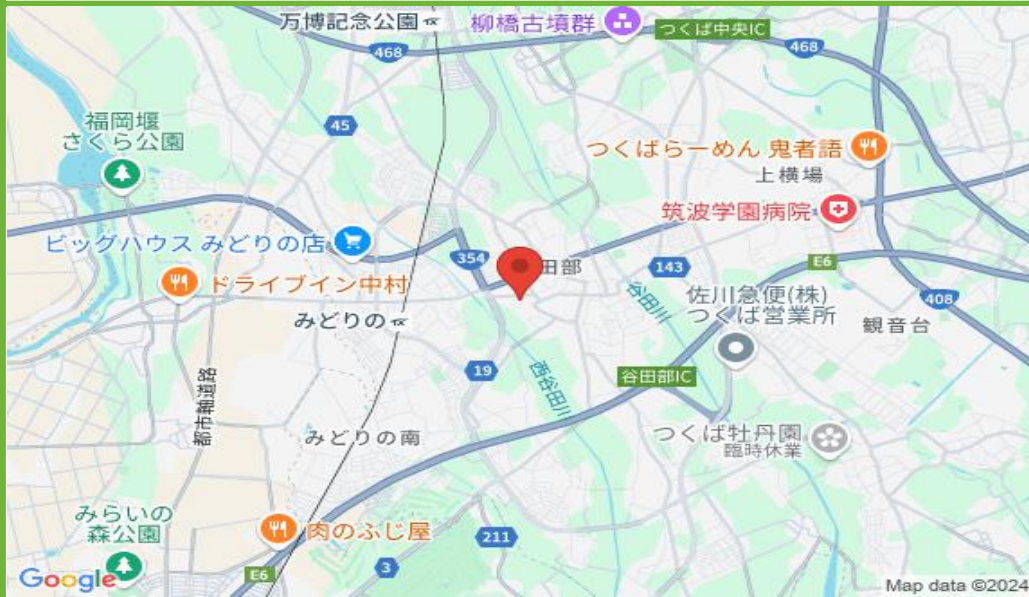 万博記念公園
柳橋古墳群
つくば中央IC
468
468
福岡堰
さくら公園
45
つくばらーめん 鬼者語
上横場
筑波学園病院
ビッグハウス みどりの店
354
田部
143
E6
ドライブイン中村
谷田川
佐川急便(株)
つくば営業所
408
観音台
みどりの
19
西谷田川
谷田部IC
都市軸道路
みどりの南
つくば牡丹園
臨時休業
みらいの
森公園
肉のふじ屋
211
3
E6
Google
Map data ©2024